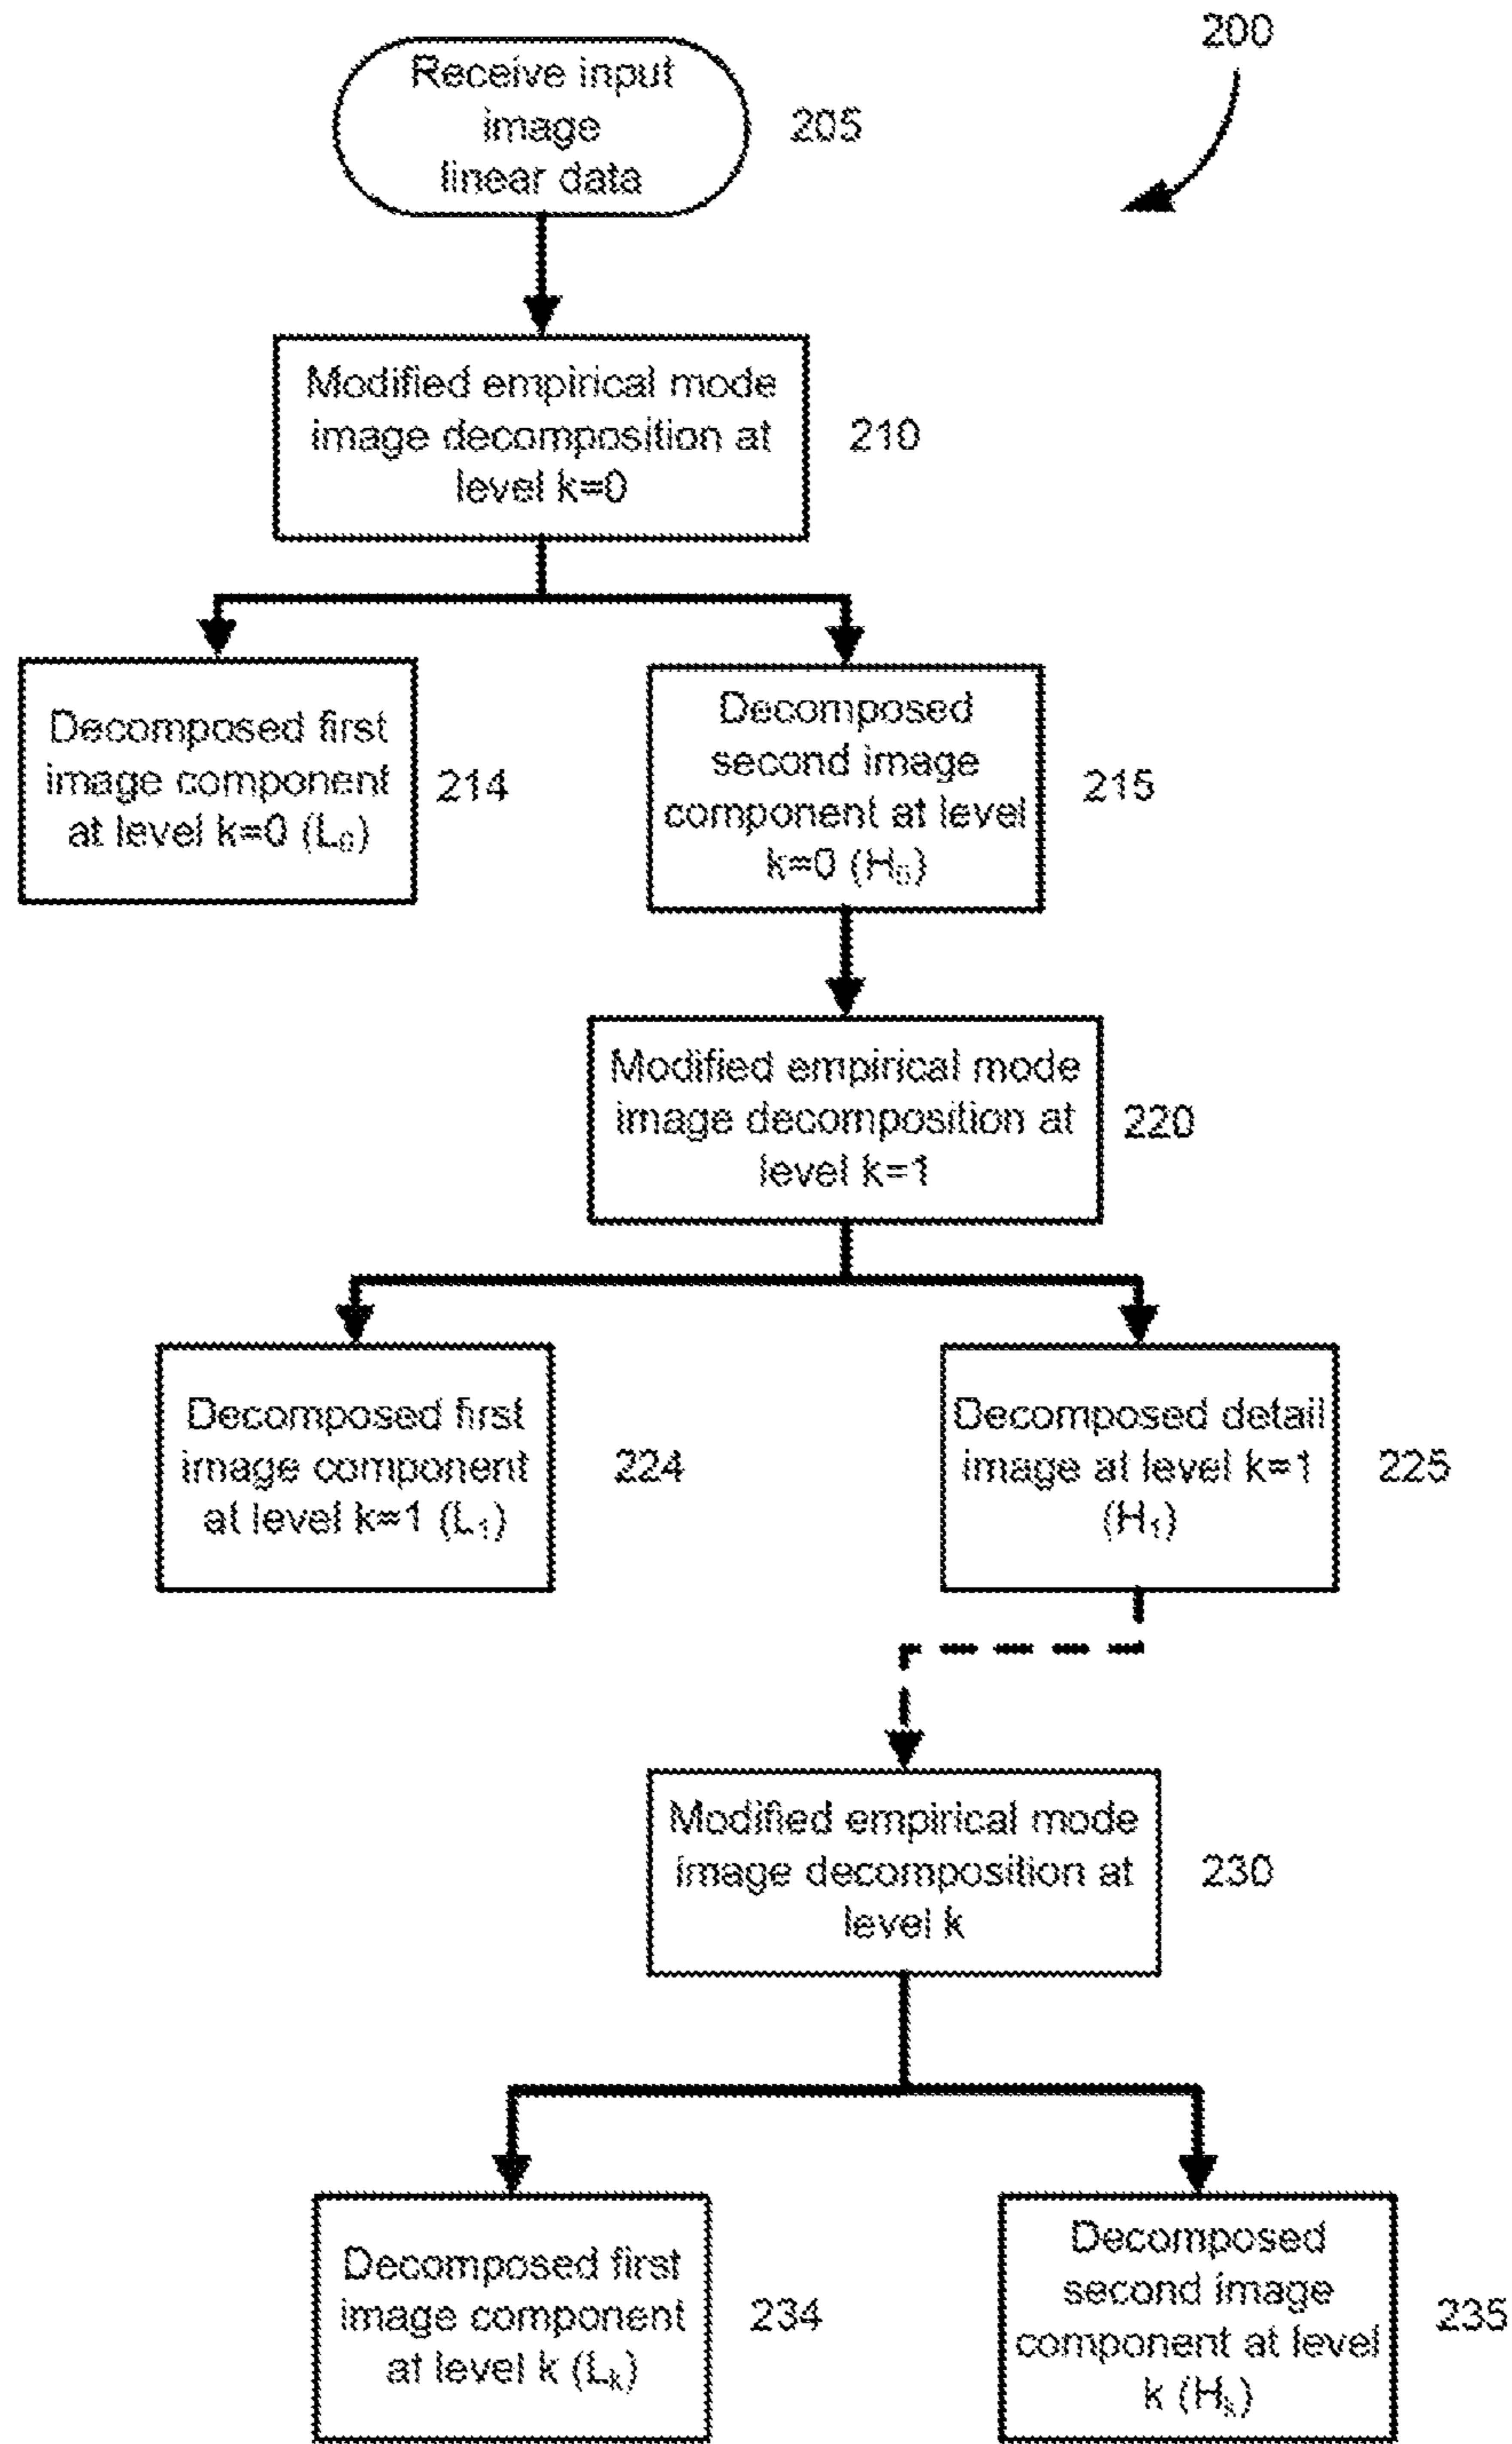 200
Receive input
image
linear data
205
Modified empirical mode
image decomposition at
level k=0
210
Decomposed first
image component
at level k=0 (L₀)
214
Decomposed
second image
component at level
k=0 (H₀)
215
Modified empirical mode
image decomposition at
level k=1
220
Decomposed first
image component
at level k=1 (L₁)
224
Decomposed detail
image at level k=1
(H₁)
225
Modified empirical mode
image decomposition at
level k
230
Decomposed first
image component
at level k (Lₖ)
234
Decomposed
second image
component at level
k (Hₖ)
235